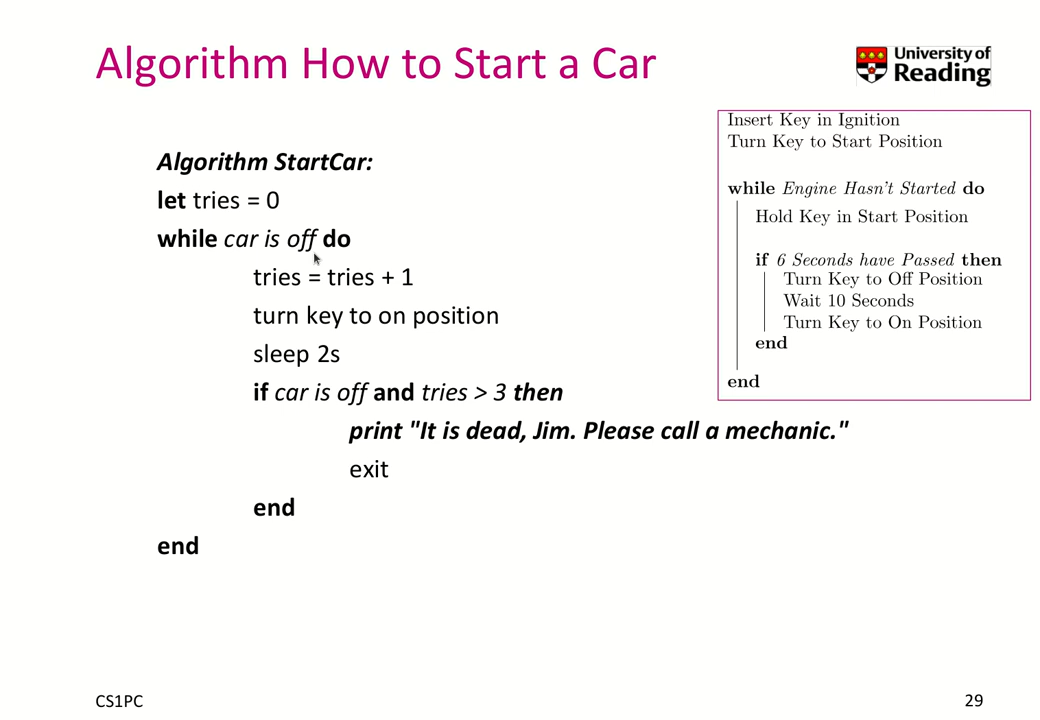 Algorithm How to Start a Car
University of
Reading
Algorithm StartCar:
let tries = 0
while car is off do
tries = tries + 1
turn key to on position
sleep 2s
if car is off and tries > 3 then
print "It is dead, Jim. Please call a mechanic."
exit
end
end
Insert Key in Ignition
Turn Key to Start Position
while Engine Hasn't Started do
Hold Key in Start Position
if 6 Seconds have Passed then
Turn Key to Off Position
Wait 10 Seconds
Turn Key to On Position
end
end
CS1PC
29